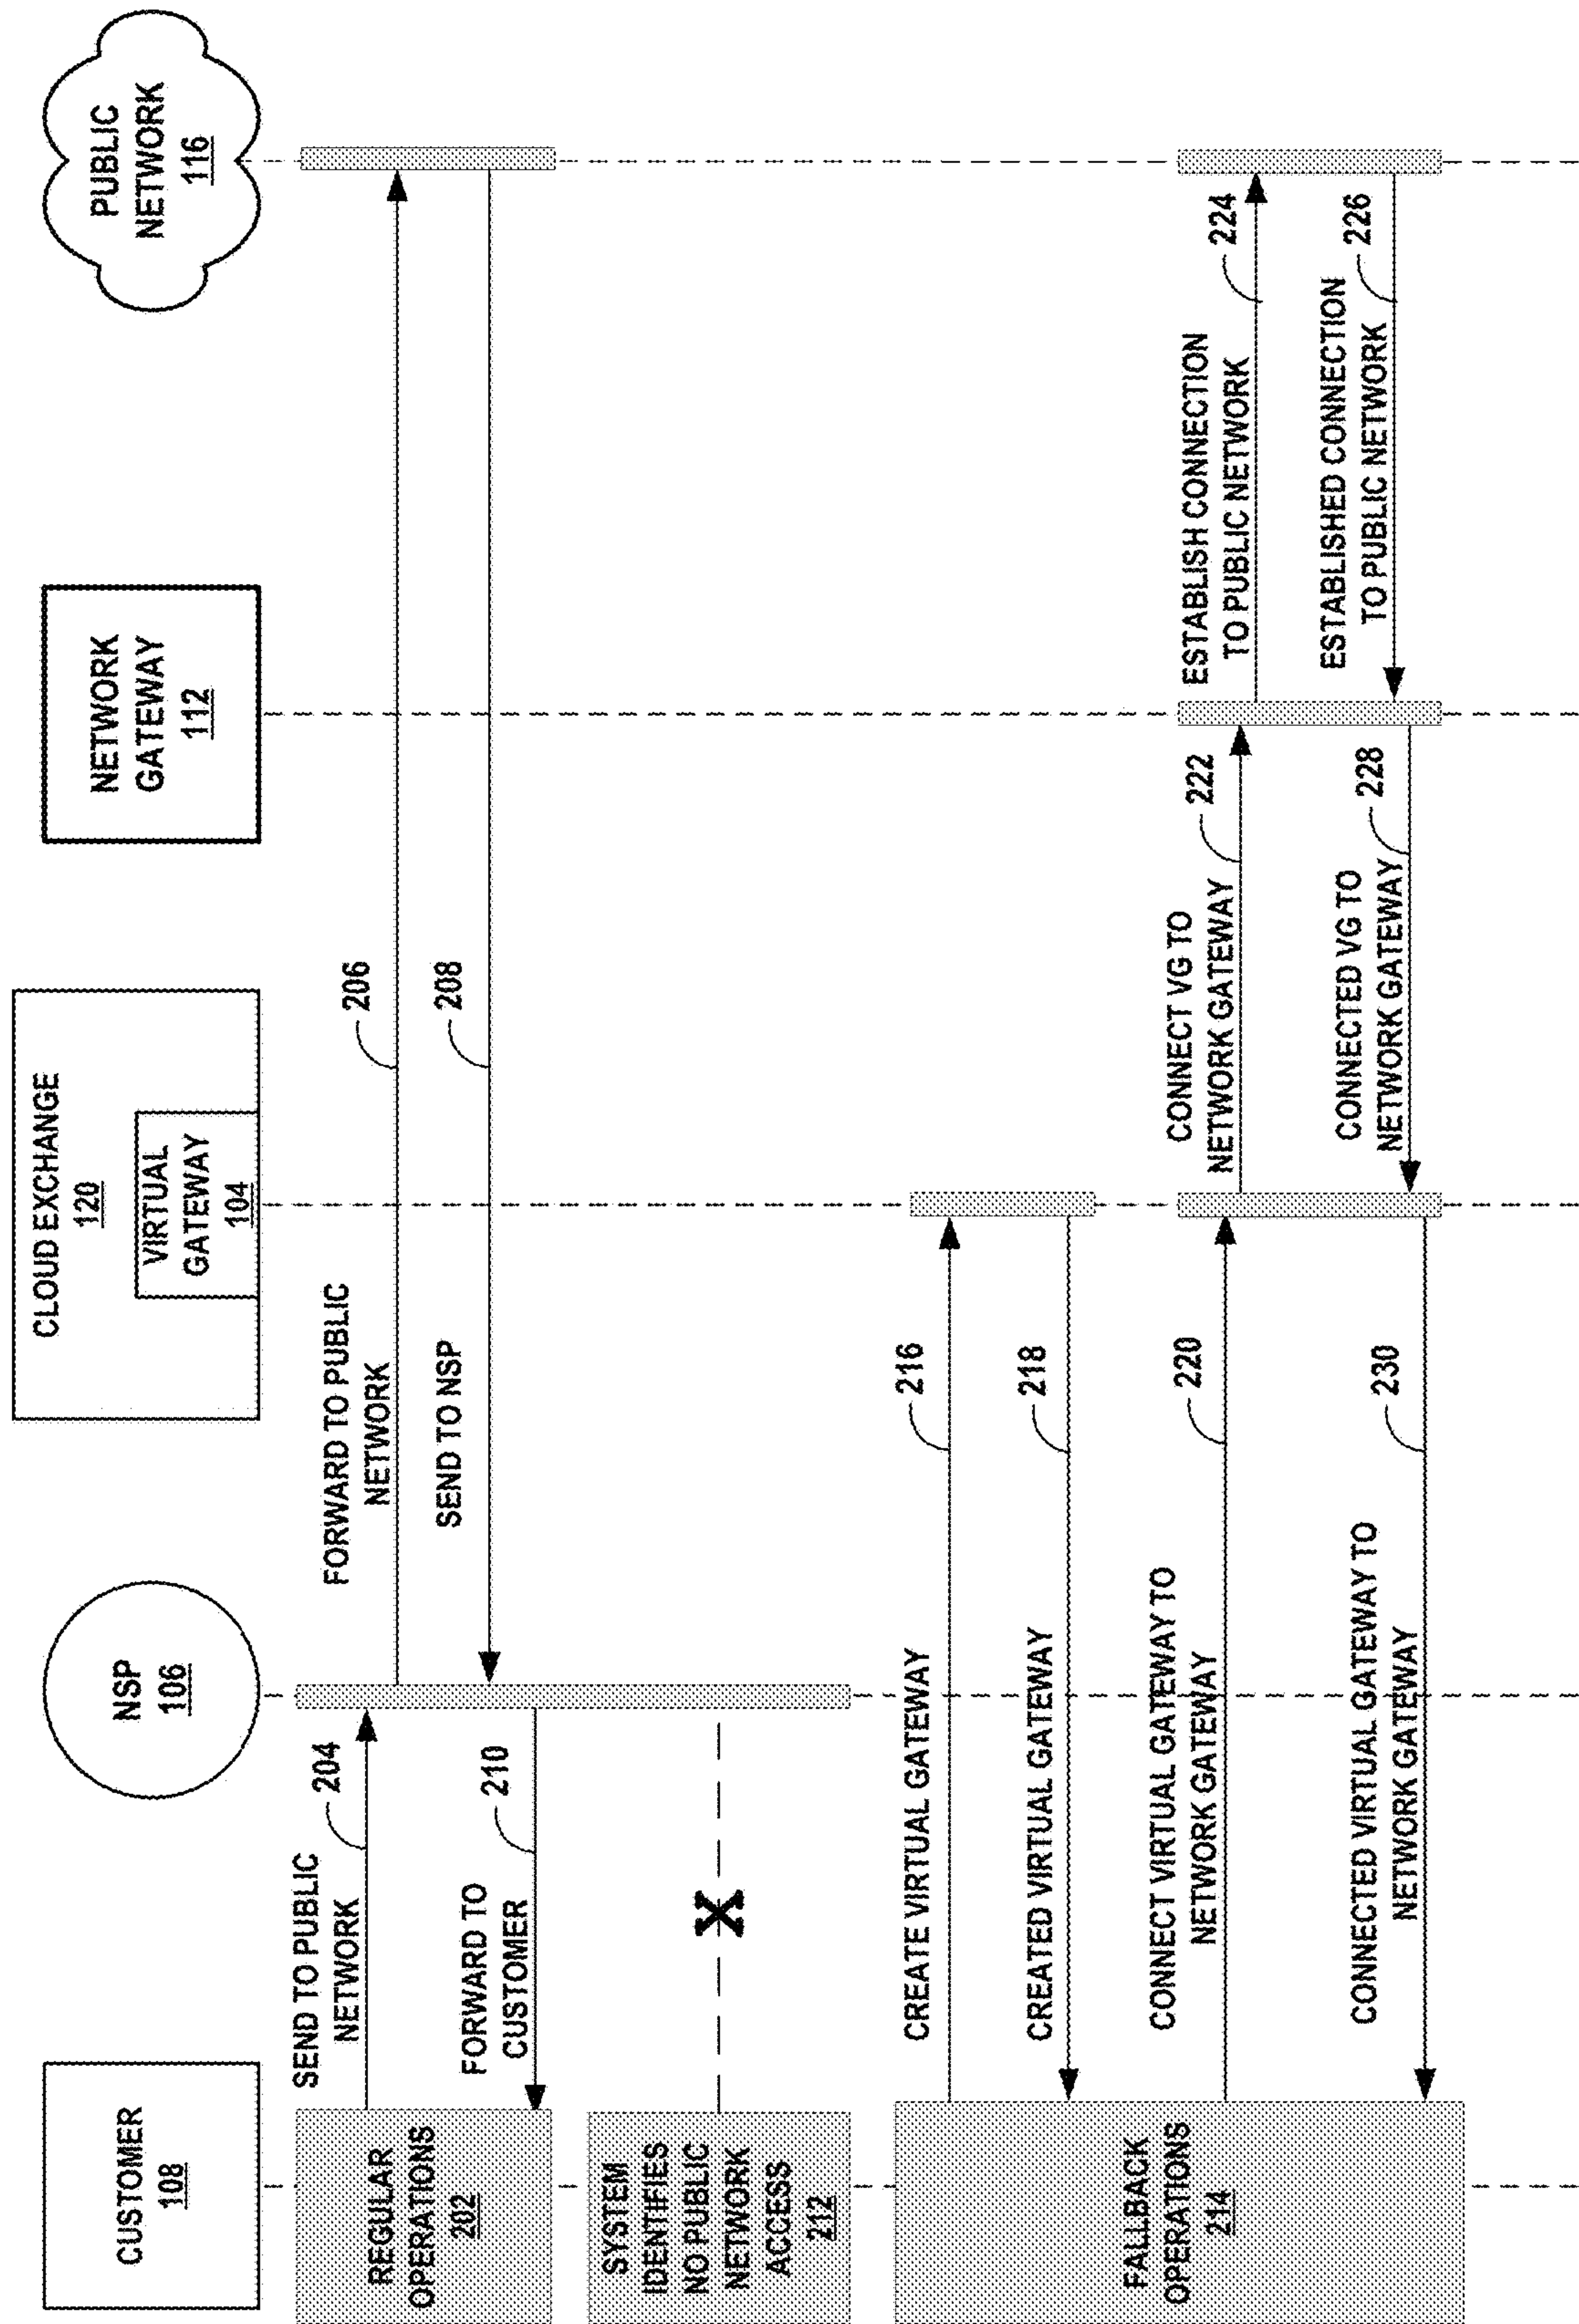 CUSTOMER
108
NSP
106
CLOUD EXCHANGE
120
VIRTUAL
GATEWAY
104
NETWORK
GATEWAY
112
PUBLIC
NETWORK
116
REGULAR
OPERATIONS
202
SEND TO PUBLIC
NETWORK
204
FORWARD TO PUBLIC
NETWORK
206
SEND TO NSP
208
FORWARD TO
CUSTOMER
210
SYSTEM
IDENTIFIES
NO PUBLIC
NETWORK
ACCESS
212
X
FALLBACK
OPERATIONS
214
CREATE VIRTUAL GATEWAY
216
CREATED VIRTUAL GATEWAY
218
CONNECT VIRTUAL GATEWAY TO
NETWORK GATEWAY
220
CONNECT VG TO
NETWORK GATEWAY
222
ESTABLISH CONNECTION
TO PUBLIC NETWORK
224
ESTABLISHED CONNECTION
TO PUBLIC NETWORK
226
CONNECTED VG TO
NETWORK GATEWAY
228
CONNECTED VIRTUAL GATEWAY TO
NETWORK GATEWAY
230